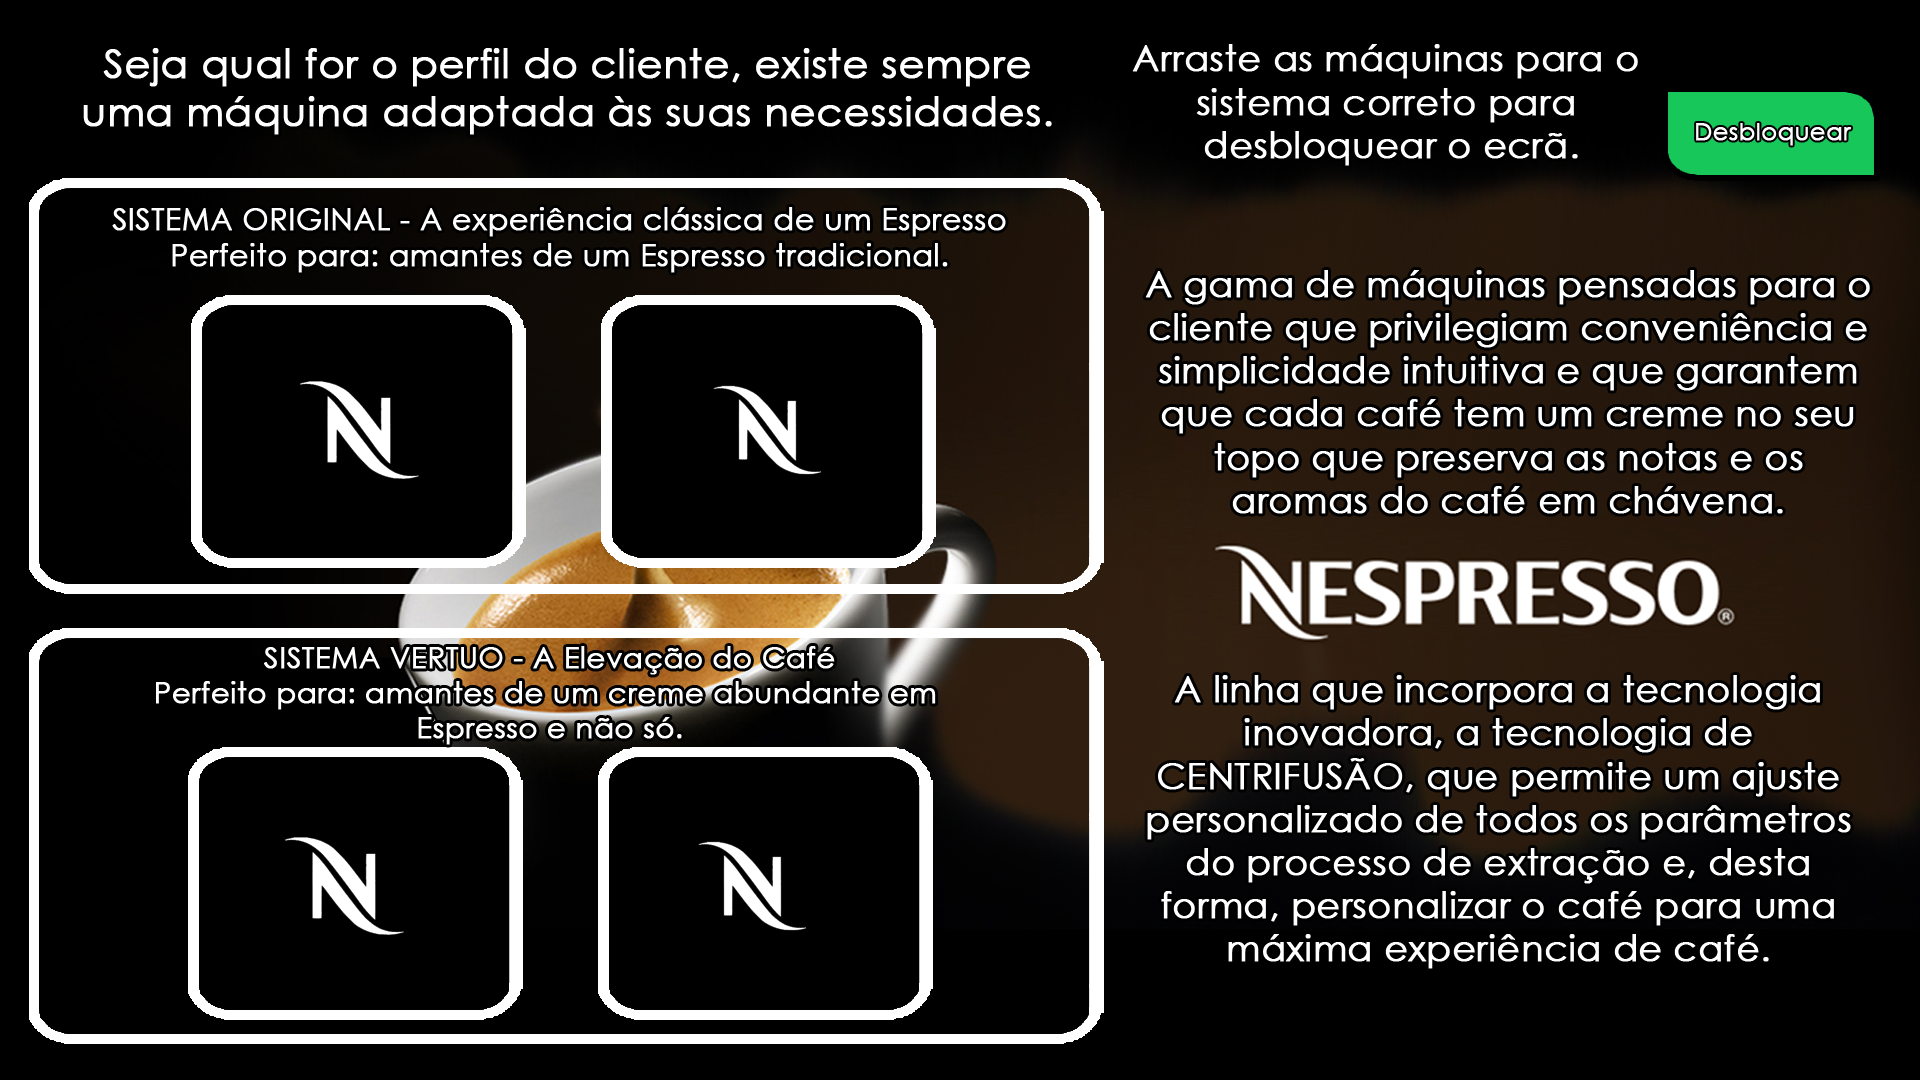 Seja qual for o perfil do cliente, existe sempre
uma máquina adaptada às suas necessidades.
Arraste as máquinas para o
sistema correto para
desbloquear o ecrã.
Desbloquear
SISTEMA ORIGINAL - A experiência clássica de um Espresso
Perfeito para: amantes de um Espresso tradicional.
N
N
SISTEMA VERTUO - A Elevação do Café
Perfeito para: amantes de um creme abundante em
Espresso e não só.
N
N
A gama de máquinas pensadas para o
cliente que privilegiam conveniência e
simplicidade intuitiva e que garantem
que cada café tem um creme no seu
topo que preserva as notas e os
aromas do café em chávena.
NESPRESSO®
A linha que incorpora a tecnologia
inovadora, a tecnologia de
CENTRIFUSÃO, que permite um ajuste
personalizado de todos os parâmetros
do processo de extração e, desta
forma, personalizar o café para uma
máxima experiência de café.